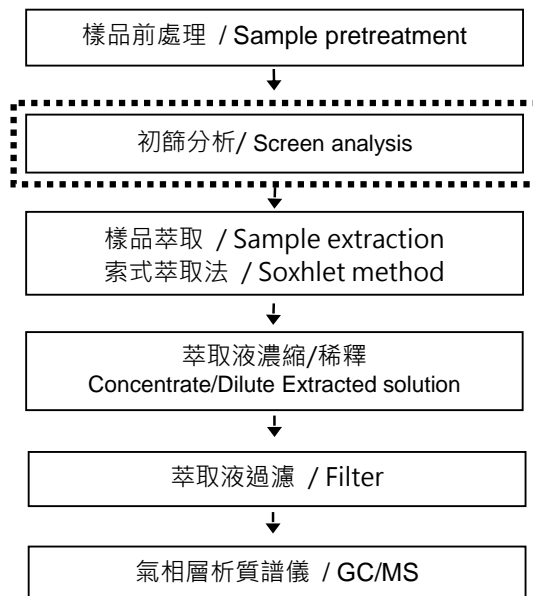 樣品前處理 / Sample pretreatment
初篩分析/ Screen analysis
樣品萃取 / Sample extraction
索式萃取法 / Soxhlet method
萃取液濃縮/稀釋
Concentrate/Dilute Extracted solution
萃取液過濾 / Filter
氣相層析質譜儀 / GC/MS